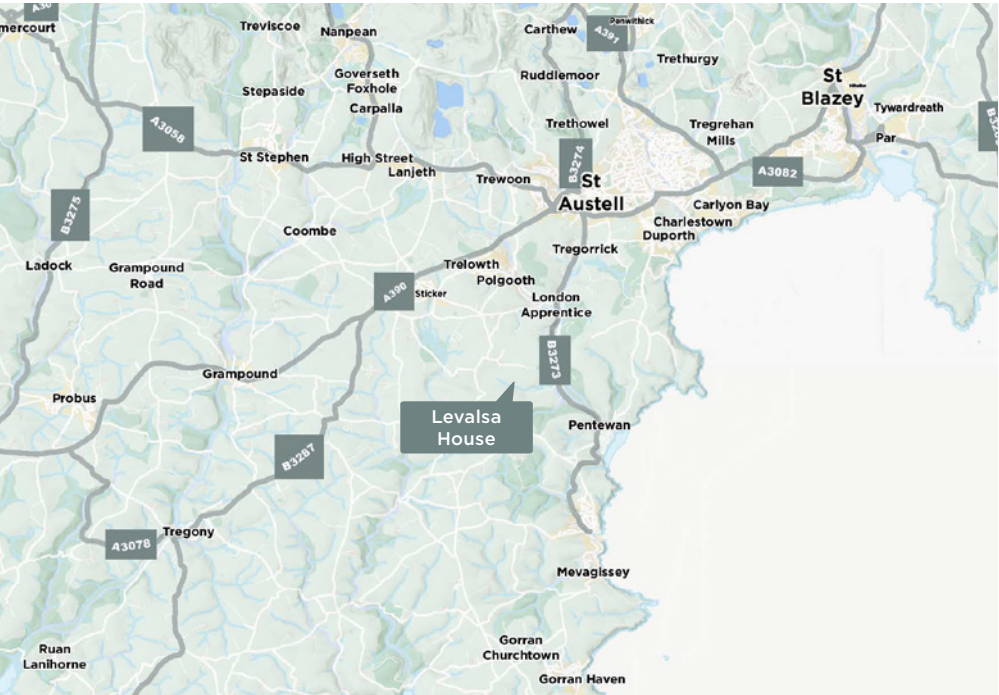 A30
mercourt
Treviscoe
Nanpean
Carthew
Penwithick
A391
Goverseth
Foxhole
Ruddlemoor
Trethurgy
Stepaside
Carpalla
St
Blazey
Tywardreath
A3058
Trethowel
Tregrehan
Mills
Par
St Stephen
High Street
Lanjeth
B3274
A3082
Trewoon
St
Austell
B3275
Carlyon Bay
Charlestown
Duporth
Coombe
Tregorrick
Ladock
Grampound
Road
Trelowth
Polgooth
A390
Sticker
London
Apprentice
B3273
Grampound
Probus
Levalsa
House
Pentewan
B3287
Tregony
A3078
Mevagissey
Gorran
Churchtown
Ruan
Lanihorne
Gorran Haven